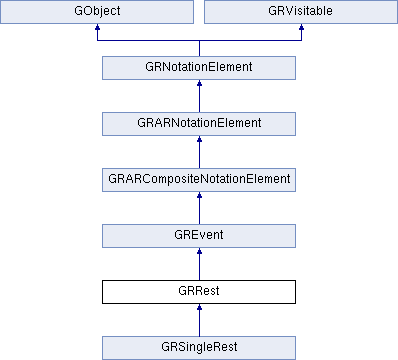 GObject
GRVisitable
GRNotationElement
GRARNotationElement
GRARCompositeNotationElement
GREvent
GRRest
GRSingleRest